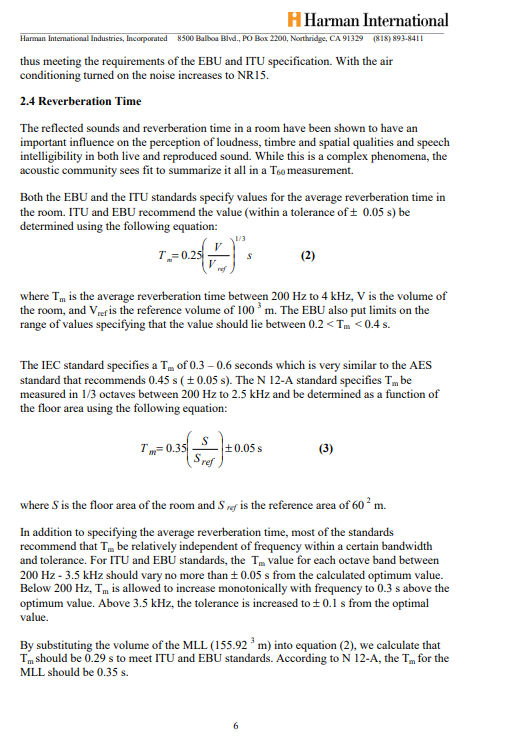 Harman International
Harman International Industries, Incorporated 8500 Balboa Blvd., PO Box 2200, Northridge, CA 91329 (818) 893-8411
thus meeting the requirements of the EBU and ITU specification. With the air
conditioning turned on the noise increases to NR15.
2.4 Reverberation Time
The reflected sounds and reverberation time in a room have been shown to have an
important influence on the perception of loudness, timbre and spatial qualities and speech
intelligibility in both live and reproduced sound. While this is a complex phenomena, the
acoustic community sees fit to summarize it all in a T60 measurement.
Both the EBU and the ITU standards specify values for the average reverberation time in
the room. ITU and EBU recommend the value (within a tolerance of ± 0.05 s) be
determined using the following equation:
T m = 0.25 ( V / V ref ) 1/3 s (2)
where Tm is the average reverberation time between 200 Hz to 4 kHz, V is the volume of
the room, and Vref is the reference volume of 100 3 m. The EBU also put limits on the
range of values specifying that the value should lie between 0.2 < Tm < 0.4 s.
The IEC standard specifies a Tm of 0.3 – 0.6 seconds which is very similar to the AES
standard that recommends 0.45 s ( ± 0.05 s). The N 12-A standard specifies Tm be
measured in 1/3 octaves between 200 Hz to 2.5 kHz and be determined as a function of
the floor area using the following equation:
T m = 0.35 ( S / S ref ) ± 0.05 s (3)
where S is the floor area of the room and S ref is the reference area of 60 2 m.
In addition to specifying the average reverberation time, most of the standards
recommend that Tm be relatively independent of frequency within a certain bandwidth
and tolerance. For ITU and EBU standards, the Tm value for each octave band between
200 Hz - 3.5 kHz should vary no more than ± 0.05 s from the calculated optimum value.
Below 200 Hz, Tm is allowed to increase monotonically with frequency to 0.3 s above the
optimum value. Above 3.5 kHz, the tolerance is increased to ± 0.1 s from the optimal
value.
By substituting the volume of the MLL (155.92 3 m) into equation (2), we calculate that
Tm should be 0.29 s to meet ITU and EBU standards. According to N 12-A, the Tm for the
MLL should be 0.35 s.
6